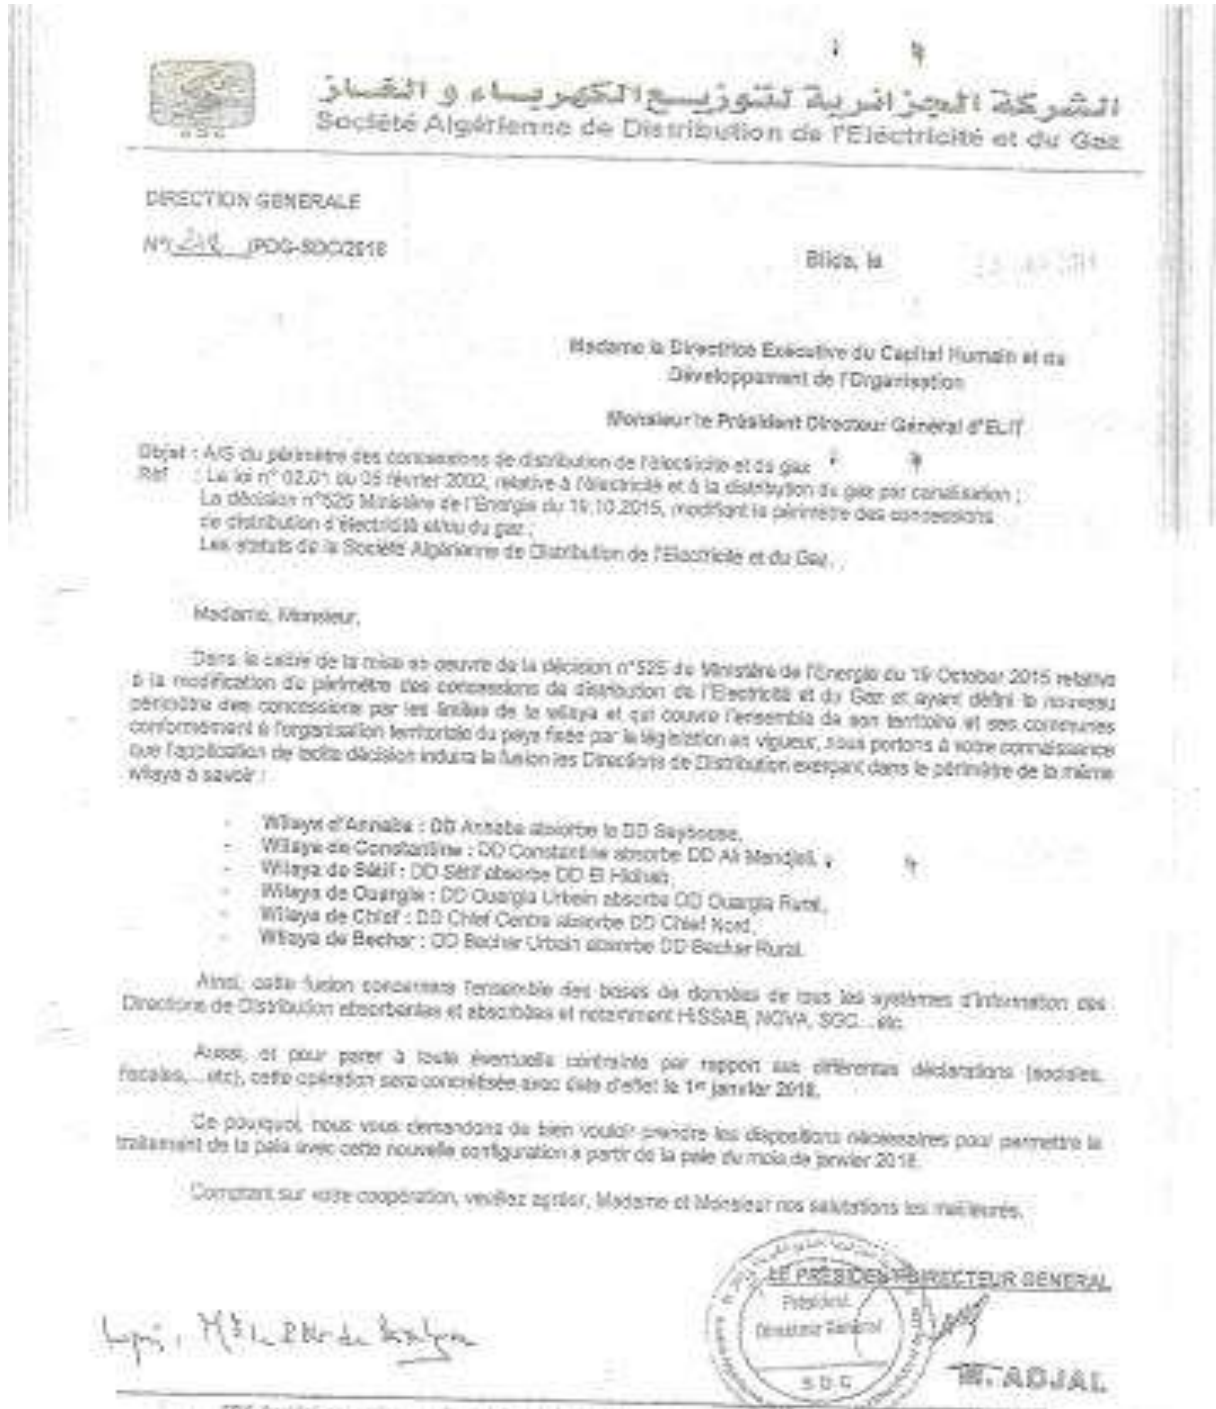 الشركة الجزائرية لتوزيع الكهرباء و الغاز
SDC
Société Algérienne de Distribution de l'Electricité et du Gaz
DIRECTION GENERALE
N° /PDG-SDC/2018
Blida, le
Madame la Directrice Exécutive du Capital Humain et du
Développement de l'Organisation
Monsieur le Président Directeur Général d'ELIT
Objet : A/S du périmètre des concessions de distribution de l'électricité et du gaz
Réf : La loi n° 02.01 du 05 février 2002, relative à l'électricité et à la distribution du gaz par canalisation ;
La décision n°525 Ministère de l'Energie du 19.10.2015, modifiant le périmètre des concessions
de distribution d'électricité et/ou du gaz ;
Les statuts de la Société Algérienne de Distribution de l'Electricité et du Gaz.
Madame, Monsieur,
Dans le cadre de la mise en oeuvre de la décision n°525 du Ministère de l'Energie du 19 October 2015 relative
à la modification du périmètre des concessions de distribution de l'Electricité et du Gaz et ayant défini le nouveau
périmètre des concessions par les limites de la wilaya et qui couvre l'ensemble de son territoire et ses communes
conformément à l'organisation territoriale du pays fixée par la législation en vigueur, nous portons à votre connaissance
que l'application de ladite décision induira la fusion les Directions de Distribution exerçant dans le périmètre de la même
wilaya à savoir :
- Wilaya d'Annaba : DD Annaba absorbe la DD Seybouse,
- Wilaya de Constantine : DD Constantine absorbe DD Ali Mendjeli,
- Wilaya de Sétif : DD Sétif absorbe DD El Hidhab,
- Wilaya de Ouargla : DD Ouargla Urbain absorbe DD Ouargla Rural,
- Wilaya de Chlef : DD Chlef Centre absorbe DD Chlef Nord,
- Wilaya de Bechar : DD Bechar Urbain absorbe DD Bechar Rural.
Ainsi, cette fusion concernera l'ensemble des bases de données de tous les systèmes d'information des
Directions de Distribution absorbantes et absorbées et notamment HISSAB, NOVA, SGC...etc.
Aussi, et pour parer à toute éventuelle contrainte par rapport aux différentes déclarations (sociales,
fiscales,...etc), cette opération sera concrétisée avec date d'effet le 1er janvier 2018.
Ce pourquoi, nous vous demandons de bien vouloir prendre les dispositions nécessaires pour permettre le
traitement de la paie avec cette nouvelle configuration à partir de la paie du mois de janvier 2018.
Comptant sur votre coopération, veuillez agréer, Madame et Monsieur nos salutations les meilleures.
LE PRÉSIDENT DIRECTEUR GENERAL
Président
Directeur Général
SDC
M. ADJAL